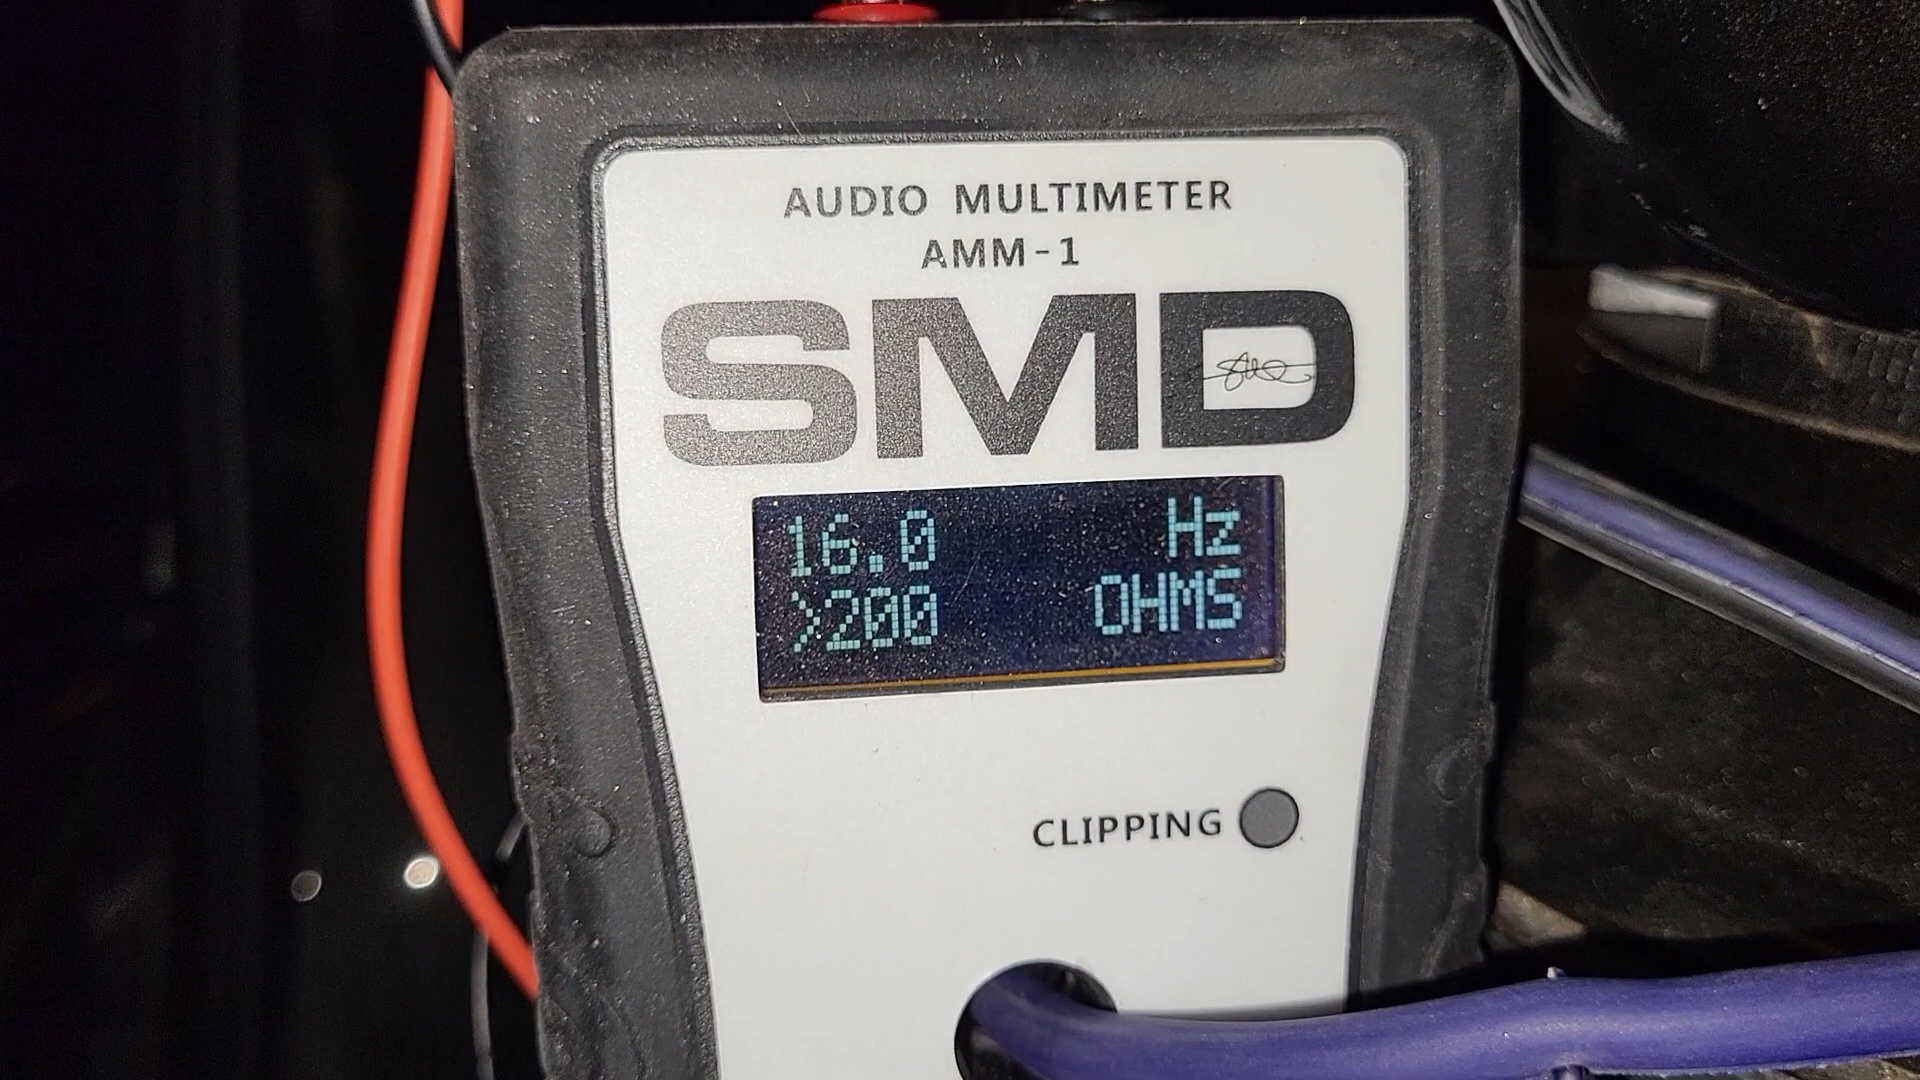 AUDIO MULTIMETER
AMM-1
SMD
16.0 Hz
>200 OHMS
CLIPPING